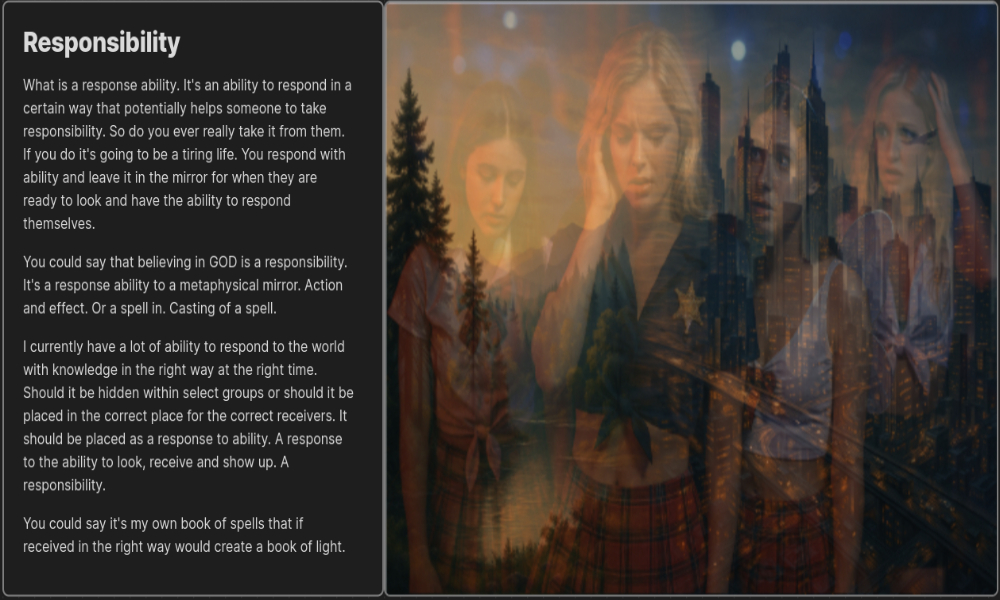 Responsibility
What is a response ability. It's an ability to respond in a
certain way that potentially helps someone to take
responsibility. So do you ever really take it from them.
If you do it's going to be a tiring life. You respond with
ability and leave it in the mirror for when they are
ready to look and have the ability to respond
themselves.
You could say that believing in GOD is a responsibility.
It's a response ability to a metaphysical mirror. Action
and effect. Or a spell in. Casting of a spell.
I currently have a lot of ability to respond to the world
with knowledge in the right way at the right time.
Should it be hidden within select groups or should it be
placed in the correct place for the correct receivers. It
should be placed as a response to ability. A response
to the ability to look, receive and show up. A
responsibility.
You could say it's my own book of spells that if
received in the right way would create a book of light.